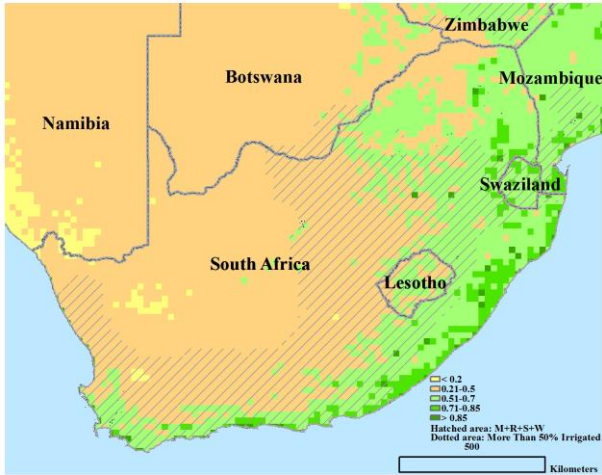 Zimbabwe
Botswana
Mozambique
Namibia
Swaziland
South Africa
Lesotho
< 0.2
0.21-0.5
0.51-0.7
0.71-0.85
> 0.85
Hatched area: M+R+S+W
Dotted area: More Than 50% Irrigated
500
Kilometers